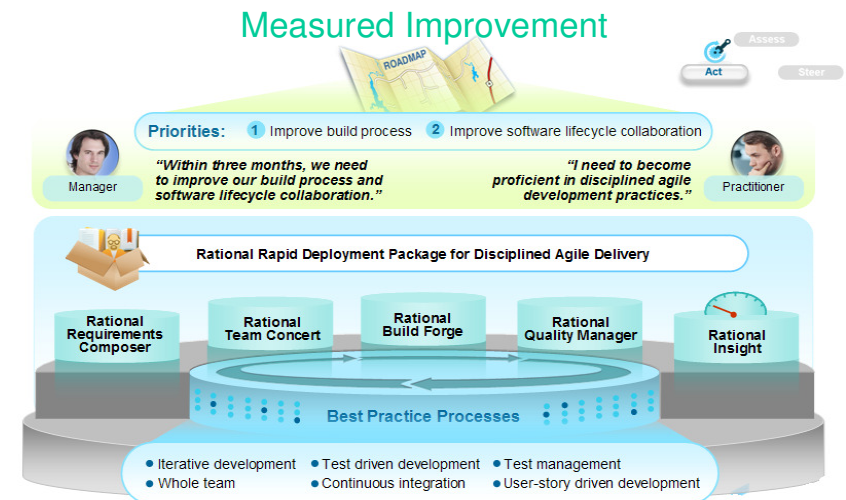 Measured Improvement
Assess
Act
Steer
ROADMAP
Priorities: 1 Improve build process 2 Improve software lifecycle collaboration
Manager
“Within three months, we need
to improve our build process and
software lifecycle collaboration.”
“I need to become
proficient in disciplined agile
development practices.”
Practitioner
Rational Rapid Deployment Package for Disciplined Agile Delivery
Rational
Requirements
Composer
Rational
Team Concert
Rational
Build Forge
Rational
Quality Manager
Rational
Insight
Best Practice Processes
• Iterative development • Test driven development • Test management
• Whole team • Continuous integration • User-story driven development